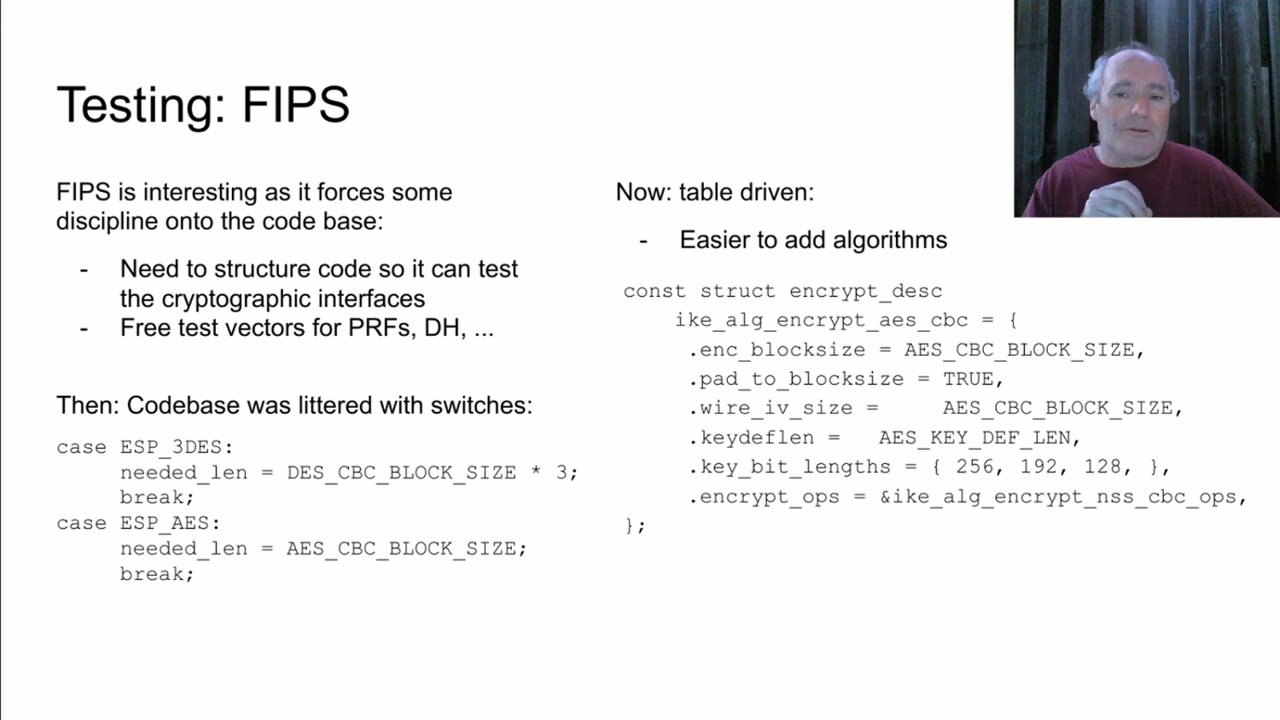 Testing: FIPS
FIPS is interesting as it forces some
discipline onto the code base:
- Need to structure code so it can test
the cryptographic interfaces
- Free test vectors for PRFs, DH, ...
Then: Codebase was littered with switches:
case ESP_3DES:
needed_len = DES_CBC_BLOCK_SIZE * 3;
break;
case ESP_AES:
needed_len = AES_CBC_BLOCK_SIZE;
break;
Now: table driven:
- Easier to add algorithms
const struct encrypt_desc
ike_alg_encrypt_aes_cbc = {
.enc_blocksize = AES_CBC_BLOCK_SIZE,
.pad_to_blocksize = TRUE,
.wire_iv_size = AES_CBC_BLOCK_SIZE,
.keydeflen = AES_KEY_DEF_LEN,
.key_bit_lengths = { 256, 192, 128, },
.encrypt_ops = &ike_alg_encrypt_nss_cbc_ops,
};